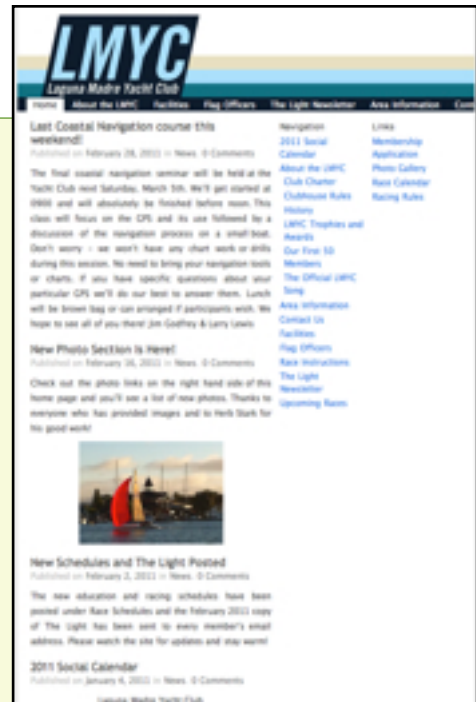 LMYC
Laguna Madre Yacht Club
Home About the LMYC Facilities Flag Officers The Light Newsletter Area Information
Last Coastal Navigation course this
weekend!
Published on February 28, 2011 in News. 0 Comments
The final coastal navigation seminar will be held at the
Yacht Club next Saturday, March 5th. We'll get started at
0900 and will absolutely be finished before noon. This
class will focus on the GPS and its use followed by a
discussion of the navigation process on a small boat.
Don't worry - we won't have any chart work or drills
during this session. No need to bring your navigation tools
or charts. If you have specific questions about your
particular GPS we'll do our best to answer them. Lunch
will be brown bag or can arranged if participants wish. We
hope to see all of you there! Jim Godfrey & Larry Lewis
New Photo Section Is Here!
Published on February 16, 2011 in News. 0 Comments
Check out the photo links on the right hand side of this
home page and you'll see a list of new photos. Thanks to
everyone who has provided images and to Herb Stark for
his good work!
New Schedules and The Light Posted
Published on February 2, 2011 in News. 0 Comments
The new education and racing schedules have been
posted under Race Schedules and the February 2011 copy
of The Light has been sent to every member's email
address. Please watch the site for updates and stay warm!
2011 Social Calendar
Published on January 4, 2011 in News. 0 Comments
Laguna Madre Yacht Club
Navigation
2011 Social
Calendar
About the LMYC
Club Charter
Clubhouse Rules
History
LMYC Trophies and
Awards
Our First 50
Members
The Official LMYC
Song
Area Information
Contact Us
Facilities
Flag Officers
Race Instructions
The Light
Newsletter
Upcoming Races
Links
Membership
Application
Photo Gallery
Race Calendar
Racing Rules